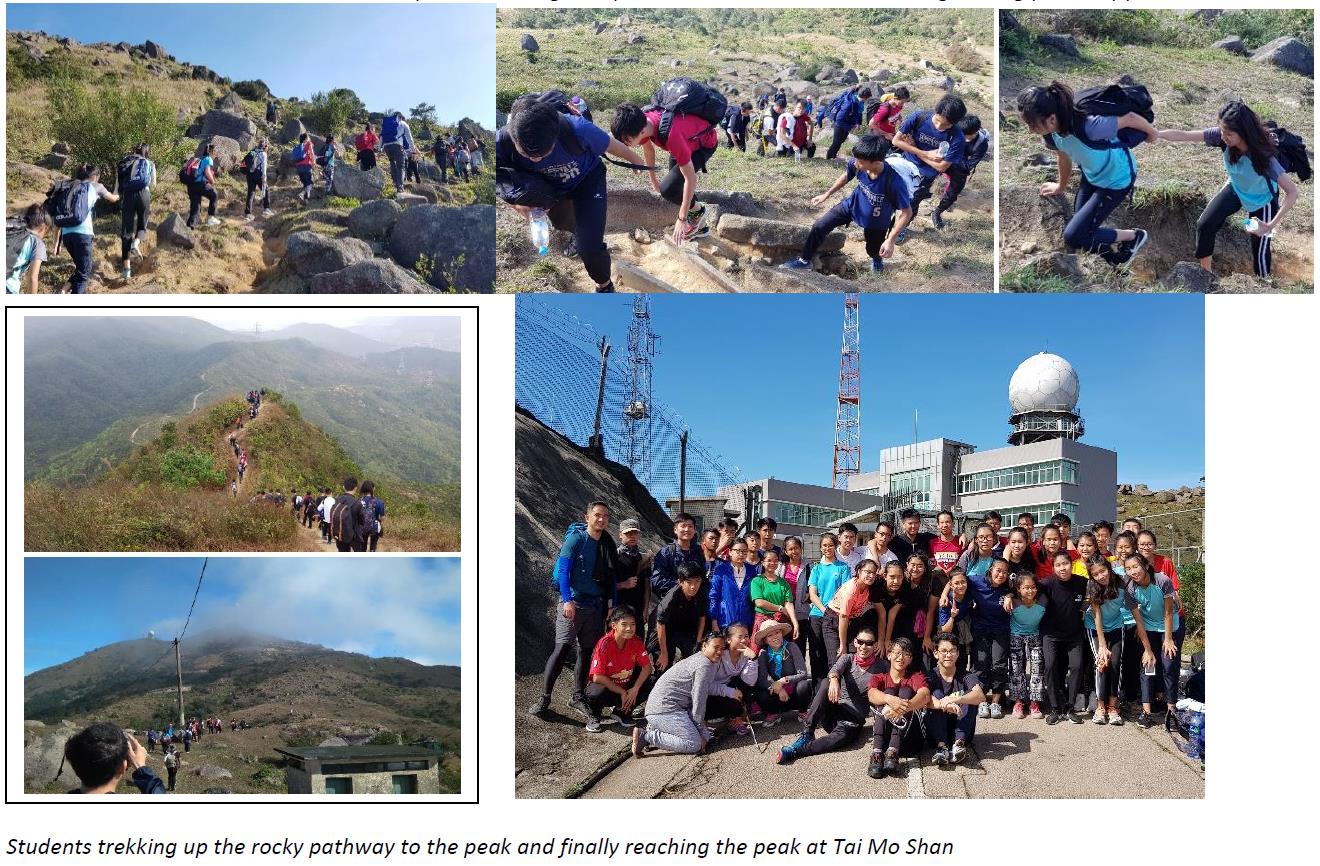 Students trekking up the rocky pathway to the peak and finally reaching the peak at Tai Mo Shan